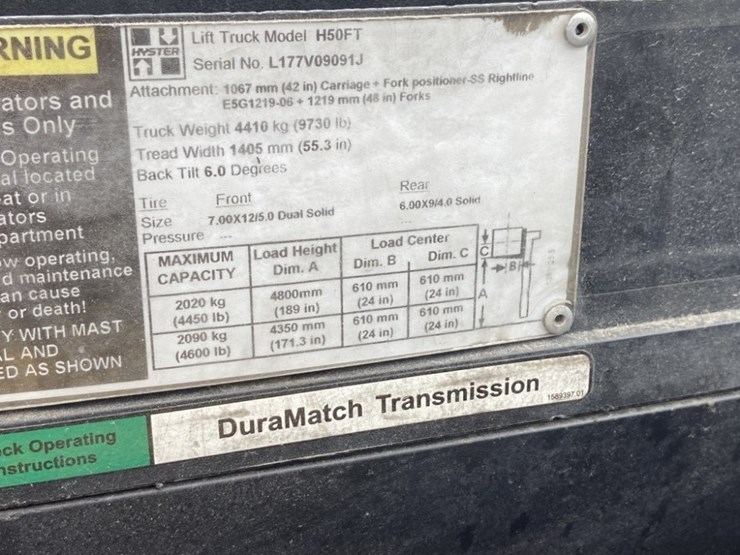 RNING
ators and
s Only
Operating
al located
at or in
ators
partment
w operating,
d maintenance
an cause
or death!
Y WITH MAST
L AND
ED AS SHOWN
HYSTER
Lift Truck Model H50FT
Serial No. L177V09091J
Attachment: 1067 mm (42 in) Carriage + Fork positioner-SS Rightline
E5G1219-06 + 1219 mm (48 in) Forks
Truck Weight 4410 kg (9730 lb)
Tread Width 1405 mm (55.3 in)
Back Tilt 6.0 Degrees
Tire Front Rear
Size 7.00X12/5.0 Dual Solid 6.00X9/4.0 Solid
Pressure ---
MAXIMUM CAPACITY Load Height Dim. A Load Center Dim. B Dim. C
2020 kg (4450 lb) 4800mm (189 in) 610 mm (24 in) 610 mm (24 in)
2090 kg (4600 lb) 4350 mm (171.3 in) 610 mm (24 in) 610 mm (24 in)
C
B
A
DuraMatch Transmission
1589397 01
ck Operating
nstructions